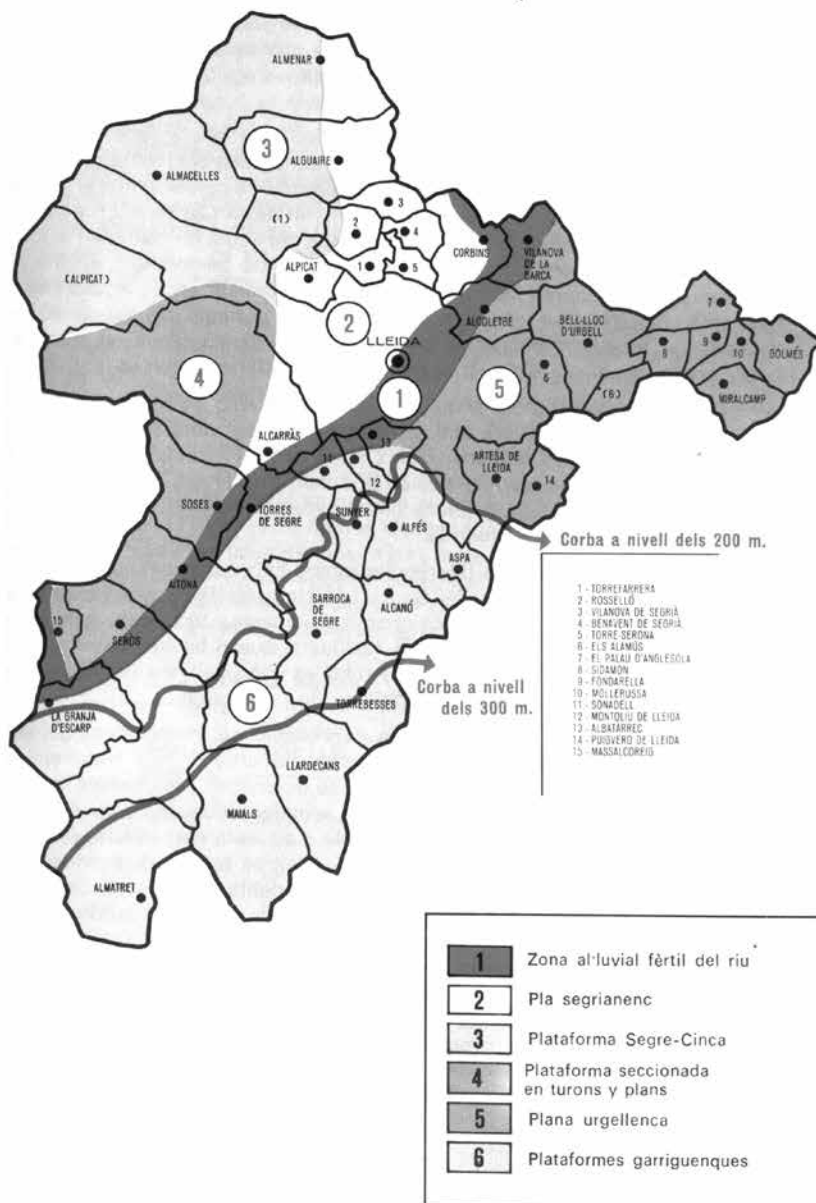 ALMENAR
3
ALGUAIRE
ALMACELLES
3
(1)
2
4
CORBINS
VILANOVA
DE LA
BARCA
(ALPICAT)
ALPICAT
1
5
2
LLEIDA
ALCOLETGE
BELL-LLOC
D'URGELL
7
8
9
10
GOLMÉS
4
1
5
6
(6)
MIRALCAMP
ALCARRÀS
13
11
12
ARTESA DE
LLEIDA
14
SOSES
TORRES
DE SEGRE
SUNYER
ALFÉS
Corba a nivell dels 200 m.
ASPA
AITONA
SARROCA
DE
SEGRE
ALCANÓ
15
SERÓS
6
TORREBESSES
Corba a nivell
dels 300 m.
LA GRANJA
D'ESCARP
LLARDECANS
MAIALS
ALMATRET
1 - TORREFARRERA
2 - ROSSELLÓ
3 - VILANOVA DE SEGRIÀ
4 - BENAVENT DE SEGRIÀ
5 - TORRE-SERONA
6 - ELS ALAMÚS
7 - EL PALAU D'ANGLESOLA
8 - SIDAMON
9 - FONDARELLA
10 - MOLLERUSSA
11 - SUNADELL
12 - MONTOLIU DE LLEIDA
13 - ALBATÀRREC
14 - PUIGVERD DE LLEIDA
15 - MASSALCOREIG
1 Zona al·luvial fèrtil del riu
2 Pla segrianenc
3 Plataforma Segre-Cinca
4 Plataforma seccionada
en turons y plans
5 Plana urgellenca
6 Plataformes garriguenques